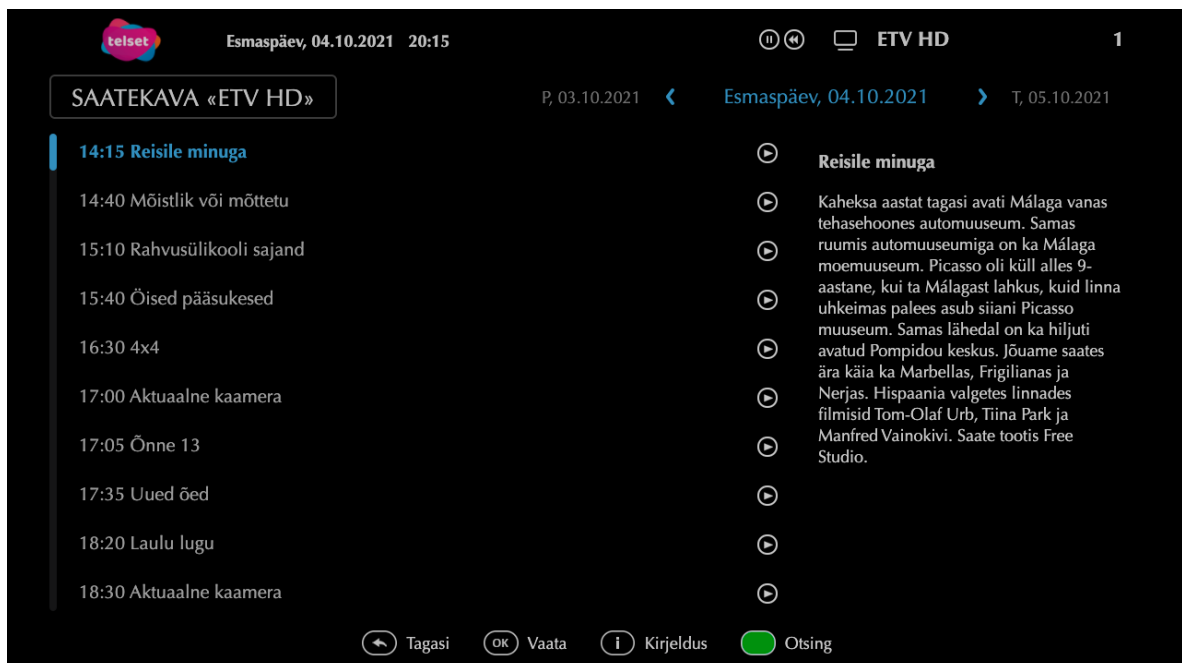 telset
Esmaspäev, 04.10.2021 20:15
ETV HD
1
SAATEKAVA «ETV HD»
P, 03.10.2021
Esmaspäev, 04.10.2021
T, 05.10.2021
14:15 Reisile minuga
14:40 Mõistlik või mõttetu
15:10 Rahvusülikooli sajand
15:40 Öised pääsukesed
16:30 4x4
17:00 Aktuaalne kaamera
17:05 Õnne 13
17:35 Uued õed
18:20 Laulu lugu
18:30 Aktuaalne kaamera
Reisile minuga
Kaheksa aastat tagasi avati Málaga vanas
tehasehoones automuuseum. Samas
ruumis automuuseumiga on ka Málaga
moemuuseum. Picasso oli küll alles 9-
aastane, kui ta Málagast lahkus, kuid linna
uhkeimas palees asub siiani Picasso
muuseum. Samas lähedal on ka hiljuti
avatud Pompidou keskus. Jõuame saates
ära käia ka Marbellas, Frigilianas ja
Nerjas. Hispaania valgetes linnades
filmisid Tom-Olaf Urb, Tiina Park ja
Manfred Vainokivi. Saate tootis Free
Studio.
Tagasi
OK Vaata
i Kirjeldus
Otsing